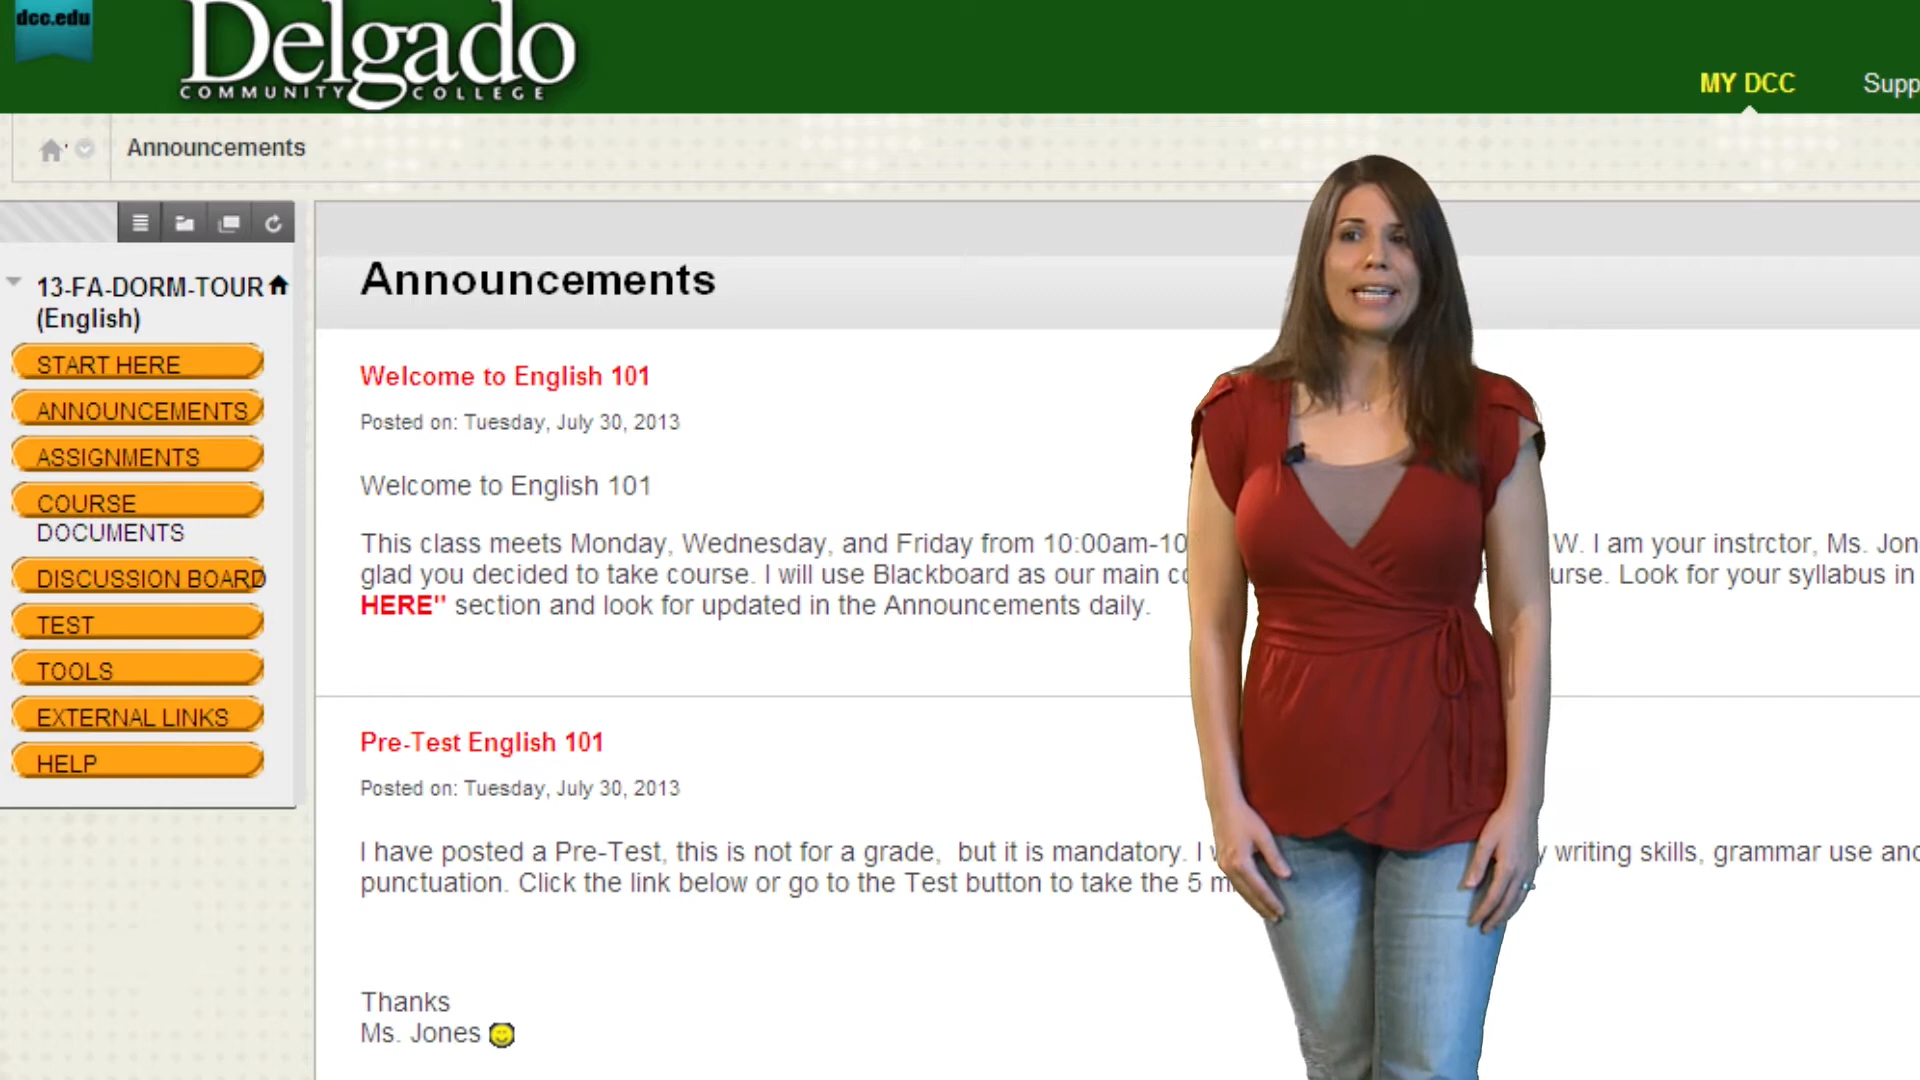 dcc.edu
Delgado
COMMUNITY COLLEGE
MY DCC
Announcements
13-FA-DORM-TOUR
(English)
START HERE
ANNOUNCEMENTS
ASSIGNMENTS
COURSE
DOCUMENTS
DISCUSSION BOARD
TEST
TOOLS
EXTERNAL LINKS
HELP
Announcements
Welcome to English 101
Posted on: Tuesday, July 30, 2013
Welcome to English 101
This class meets Monday, Wednesday, and Friday from 10:00am-10 W. I am your instrctor, Ms. Jon
glad you decided to take course. I will use Blackboard as our main urse. Look for your syllabus in
HERE" section and look for updated in the Announcements daily.
Pre-Test English 101
Posted on: Tuesday, July 30, 2013
I have posted a Pre-Test, this is not for a grade, but it is mandatory. I writing skills, grammar use and
punctuation. Click the link below or go to the Test button to take the 5
Thanks
Ms. Jones